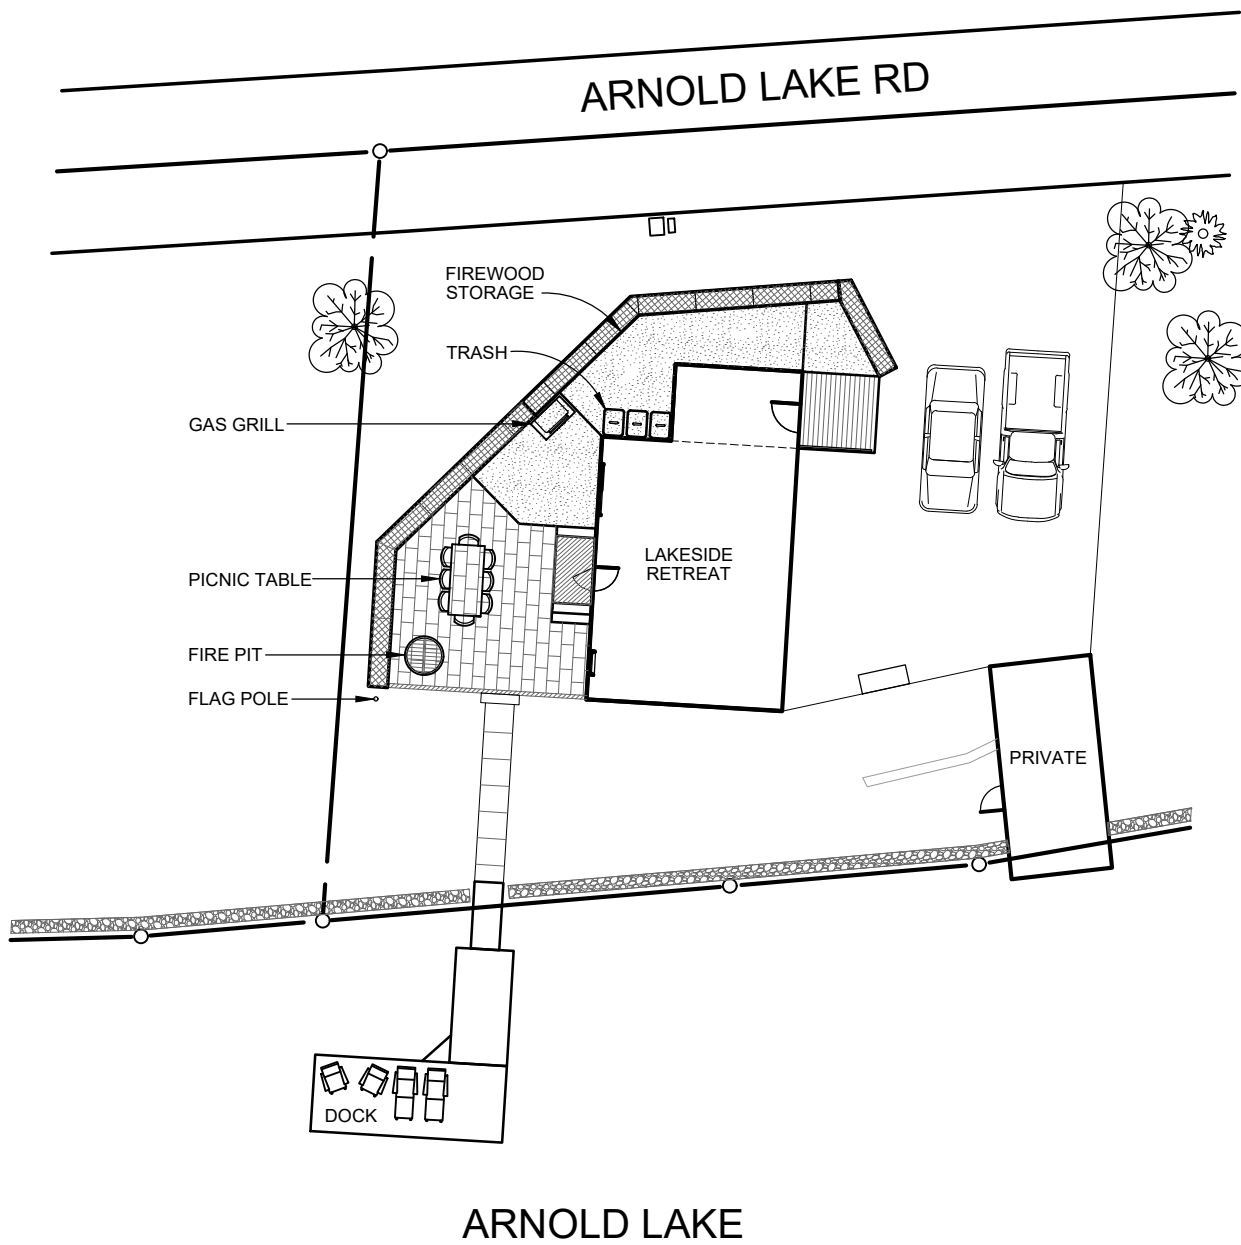 ARNOLD LAKE RD
FIREWOOD
STORAGE
TRASH
GAS GRILL
LAKESIDE
RETREAT
PICNIC TABLE
FIRE PIT
FLAG POLE
PRIVATE
DOCK
ARNOLD LAKE